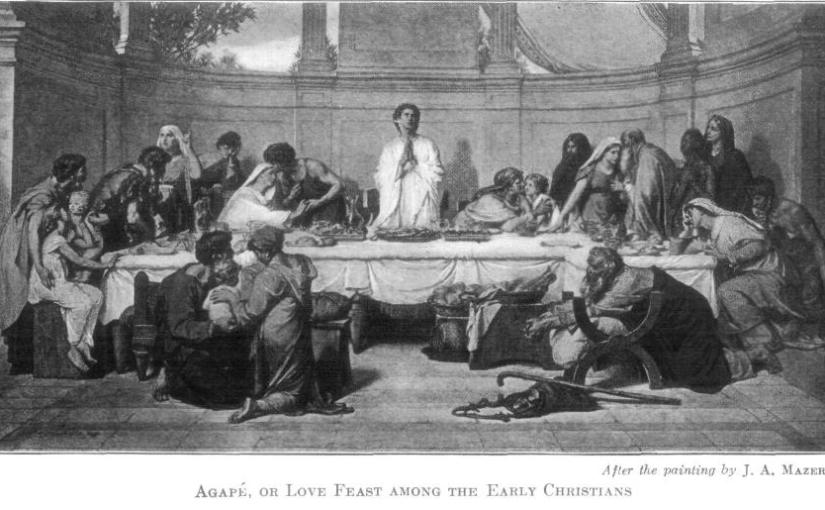 After the painting by J. A. MAZER
AGAPÉ, OR LOVE FEAST AMONG THE EARLY CHRISTIANS